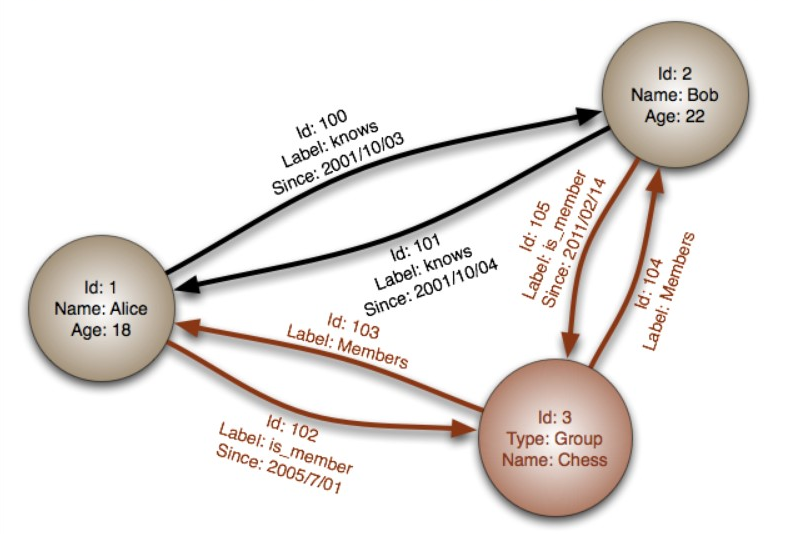 Id: 2
Name: Bob
Age: 22
Id: 100
Label: knows
Since: 2001/10/03
Id: 101
Label: knows
Since: 2001/10/04
Id: 105
Label: is_member
Since: 2011/02/14
Id: 104
Label: Members
Id: 1
Name: Alice
Age: 18
Id: 103
Label: Members
Id: 102
Label: is_member
Since: 2005/7/01
Id: 3
Type: Group
Name: Chess